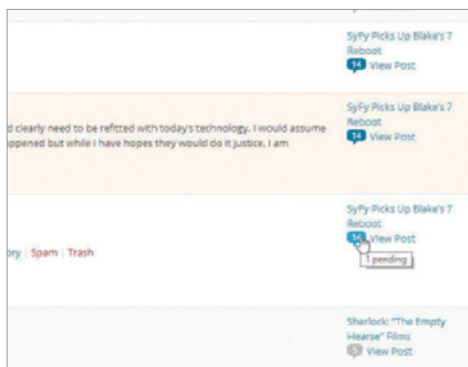 SyFy Picks Up Blake's 7
Reboot
14 View Post
SyFy Picks Up Blake's 7
Reboot
d clearly need to be refitted with today's technology. I would assume
14 View Post
appened but while I have hopes they would do it justice, I am
SyFy Picks Up Blake's 7
Reboot
14 View Post
ory | Spam | Trash
1 pending
Sherlock: "The Empty
Hearse" Films
5 View Post